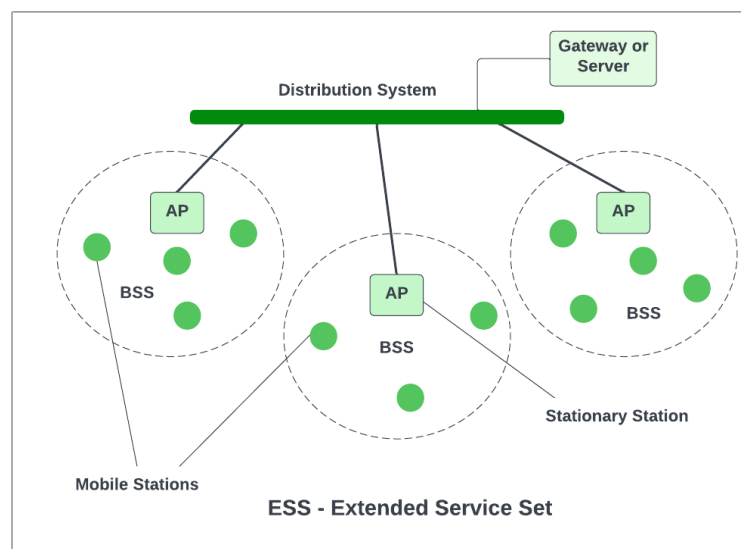 Gateway or
Server
Distribution System
AP
AP
BSS
AP
BSS
BSS
Stationary Station
Mobile Stations
ESS - Extended Service Set